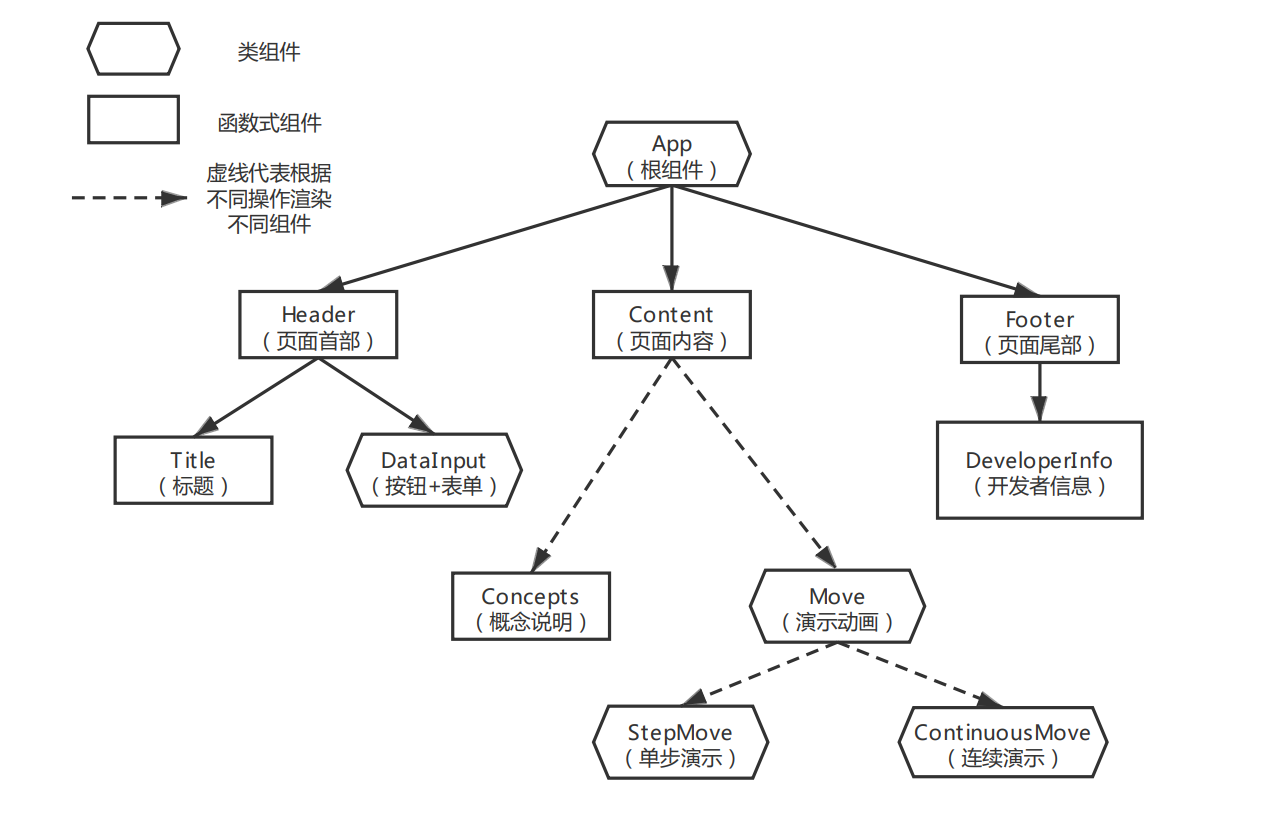 类组件
函数式组件
虚线代表根据
不同操作渲染
不同组件
App
（根组件）
Header
（页面首部）
Content
（页面内容）
Footer
（页面尾部）
Title
（标题）
DataInput
（按钮+表单）
DeveloperInfo
（开发者信息）
Concepts
（概念说明）
Move
（演示动画）
StepMove
（单步演示）
ContinuousMove
（连续演示）